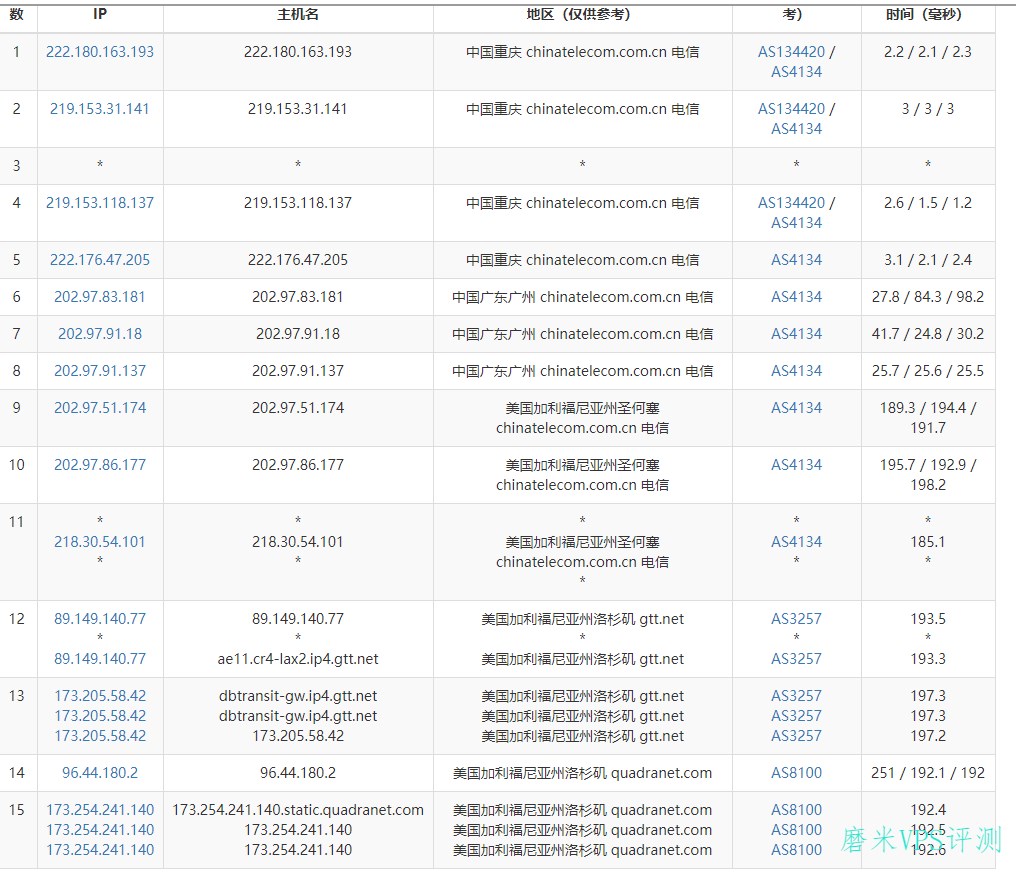 数 IP 主机名 地区（仅供参考） 考） 时间（毫秒）
1 222.180.163.193 222.180.163.193 中国重庆 chinatelecom.com.cn 电信 AS134420 / 2.2 / 2.1 / 2.3
AS4134
2 219.153.31.141 219.153.31.141 中国重庆 chinatelecom.com.cn 电信 AS134420 / 3 / 3 / 3
AS4134
3 * * * * *
4 219.153.118.137 219.153.118.137 中国重庆 chinatelecom.com.cn 电信 AS134420 / 2.6 / 1.5 / 1.2
AS4134
5 222.176.47.205 222.176.47.205 中国重庆 chinatelecom.com.cn 电信 AS4134 3.1 / 2.1 / 2.4
6 202.97.83.181 202.97.83.181 中国广东广州 chinatelecom.com.cn 电信 AS4134 27.8 / 84.3 / 98.2
7 202.97.91.18 202.97.91.18 中国广东广州 chinatelecom.com.cn 电信 AS4134 41.7 / 24.8 / 30.2
8 202.97.91.137 202.97.91.137 中国广东广州 chinatelecom.com.cn 电信 AS4134 25.7 / 25.6 / 25.5
9 202.97.51.174 202.97.51.174 美国加利福尼亚州圣何塞 AS4134 189.3 / 194.4 /
chinatelecom.com.cn 电信 191.7
10 202.97.86.177 202.97.86.177 美国加利福尼亚州圣何塞 AS4134 195.7 / 192.9 /
chinatelecom.com.cn 电信 198.2
11 * * * * *
218.30.54.101 218.30.54.101 美国加利福尼亚州圣何塞 AS4134 185.1
* * chinatelecom.com.cn 电信 * *
*
12 89.149.140.77 89.149.140.77 美国加利福尼亚州洛杉矶 gtt.net AS3257 193.5
* * * * *
89.149.140.77 ae11.cr4-lax2.ip4.gtt.net 美国加利福尼亚州洛杉矶 gtt.net AS3257 193.3
13 173.205.58.42 dbtransit-gw.ip4.gtt.net 美国加利福尼亚州洛杉矶 gtt.net AS3257 197.3
173.205.58.42 dbtransit-gw.ip4.gtt.net 美国加利福尼亚州洛杉矶 gtt.net AS3257 197.3
173.205.58.42 173.205.58.42 美国加利福尼亚州洛杉矶 gtt.net AS3257 197.2
14 96.44.180.2 96.44.180.2 美国加利福尼亚州洛杉矶 quadranet.com AS8100 251 / 192.1 / 192
15 173.254.241.140 173.254.241.140.static.quadranet.com 美国加利福尼亚州洛杉矶 quadranet.com AS8100 192.4
173.254.241.140 173.254.241.140 美国加利福尼亚州洛杉矶 quadranet.com AS8100 192.5
173.254.241.140 173.254.241.140 美国加利福尼亚州洛杉矶 quadranet.com AS8100 192.6
磨米VPS评测